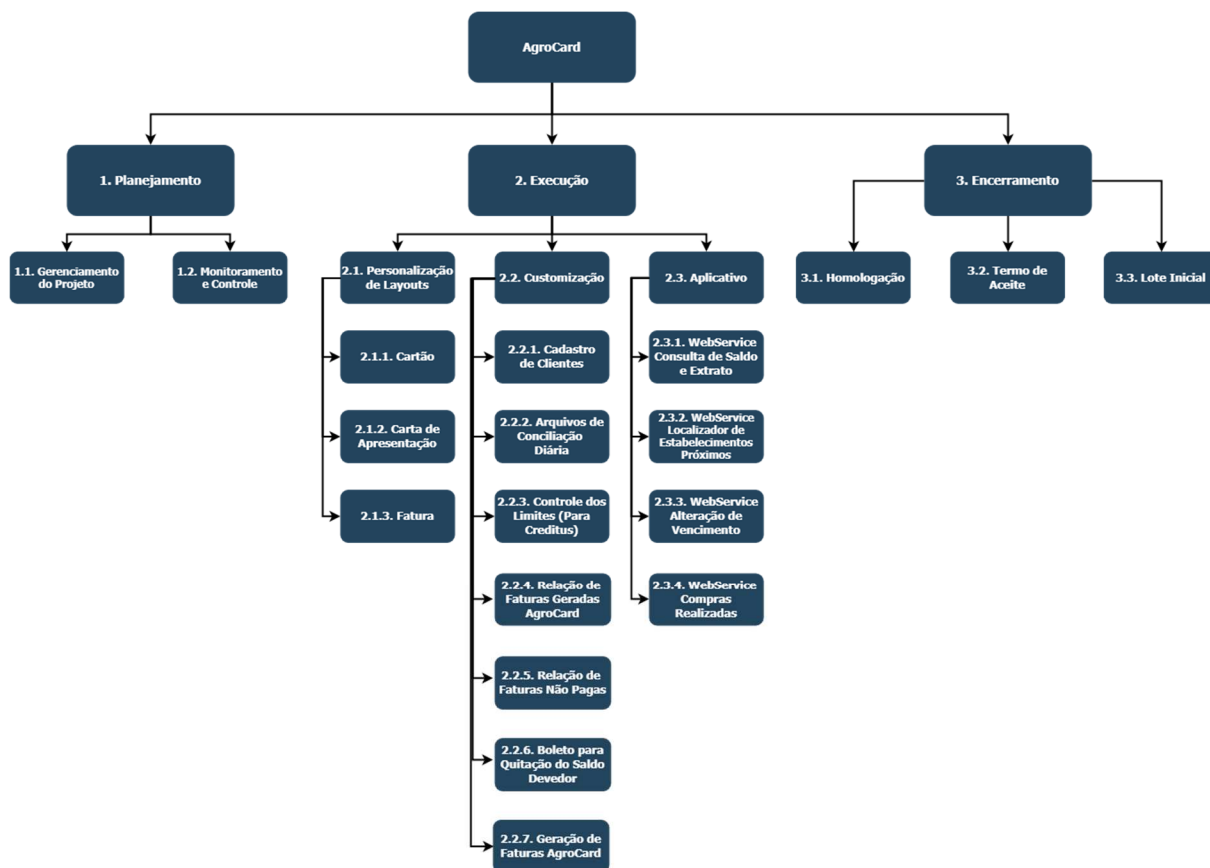 AgroCard
1. Planejamento
2. Execução
3. Encerramento
1.1. Gerenciamento
do Projeto
1.2. Monitoramento
e Controle
2.1. Personalização
de Layouts
2.2. Customização
2.3. Aplicativo
3.1. Homologação
3.2. Termo de
Aceite
3.3. Lote Inicial
2.1.1. Cartão
2.1.2. Carta de
Apresentação
2.1.3. Fatura
2.2.1. Cadastro
de Clientes
2.2.2. Arquivos de
Conciliação
Diária
2.2.3. Controle dos
Limites (Para
Creditus)
2.2.4. Relação de
Faturas Geradas
AgroCard
2.2.5. Relação de
Faturas Não Pagas
2.2.6. Boleto para
Quitação do Saldo
Devedor
2.2.7. Geração de
Faturas AgroCard
2.3.1. WebService
Consulta de Saldo
e Extrato
2.3.2. WebService
Localizador de
Estabelecimentos
Próximos
2.3.3. WebService
Alteração de
Vencimento
2.3.4. WebService
Compras
Realizadas